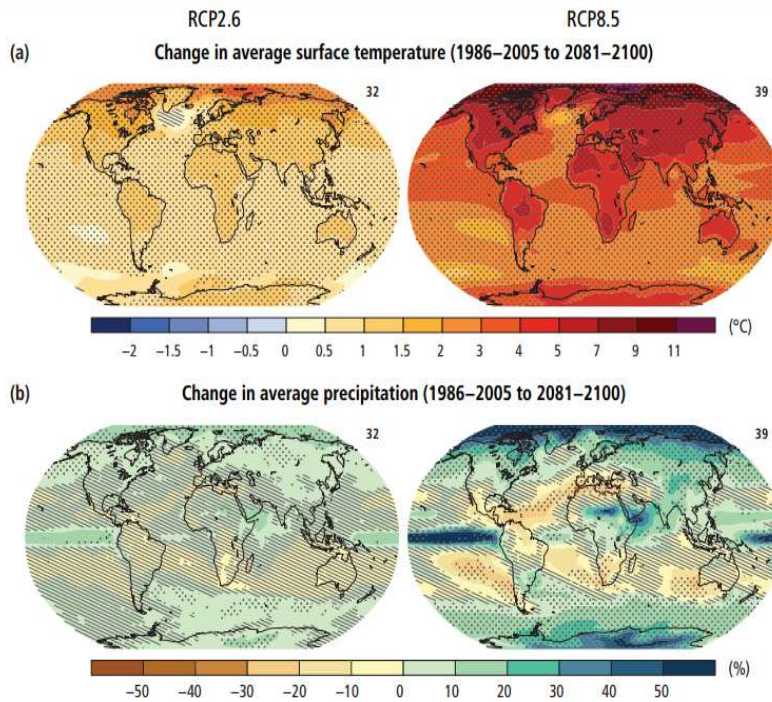 RCP2.6 RCP8.5
(a) Change in average surface temperature (1986–2005 to 2081–2100)
32 39
−2 −1.5 −1 −0.5 0 0.5 1 1.5 2 3 4 5 7 9 11 (°C)
(b) Change in average precipitation (1986–2005 to 2081–2100)
32 39
−50 −40 −30 −20 −10 0 10 20 30 40 50 (%)